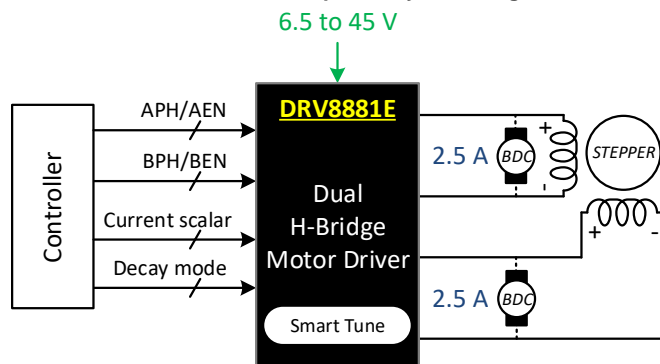 6.5 to 45 V
DRV8881E
Controller
APH/AEN
BPH/BEN
Current scalar
Decay mode
Dual
H-Bridge
Motor Driver
Smart Tune
2.5 A
BDC
+
-
STEPPER
+ -
2.5 A
BDC